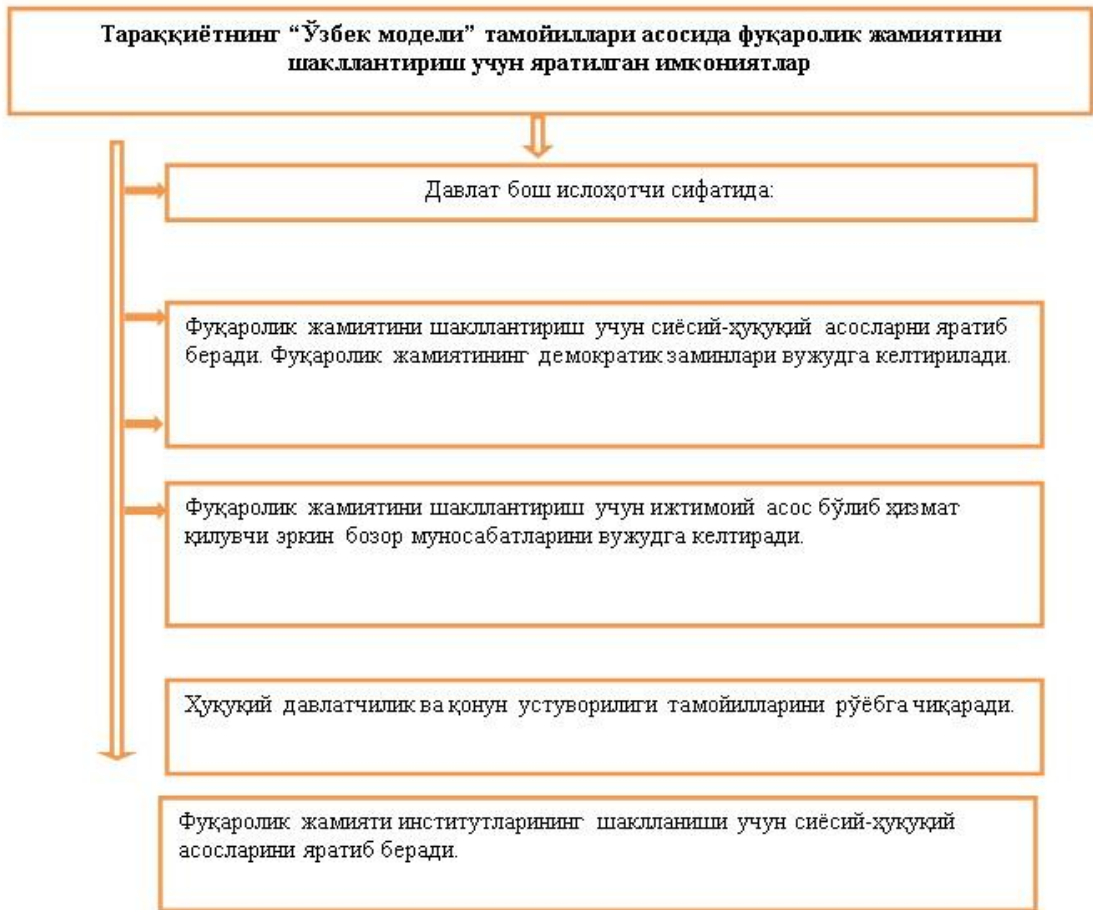 Тараққиётнинг “Ўзбек модели” тамойиллари асосида фуқаролик жамиятини
шакллантириш учун яратилган имкониятлар
Давлат бош ислоҳотчи сифатида:
Фуқаролик жамиятини шакллантириш учун сиёсий-ҳуқуқий асосларни яратиб
беради. Фуқаролик жамиятининг демократик заминлари вужудга келтирилади.
Фуқаролик жамиятини шакллантириш учун ижтимоий асос бўлиб ҳизмат
қилувчи эркин бозор муносабатларини вужудга келтиради.
Ҳуқуқий давлатчилик ва қонун устуворилиги тамойилларини рўёбга чиқаради.
Фуқаролик жамияти институтларининг шаклланиши учун сиёсий-ҳуқуқий
асосларини яратиб беради.